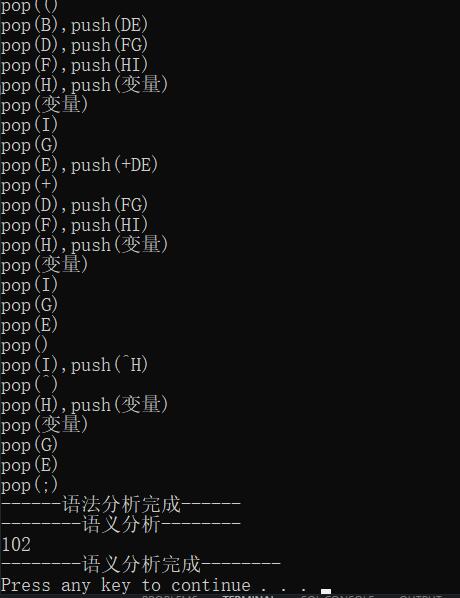 pop(()
pop(B),push(DE)
pop(D),push(FG)
pop(F),push(HI)
pop(H),push(变量)
pop(变量)
pop(I)
pop(G)
pop(E),push(+DE)
pop(+)
pop(D),push(FG)
pop(F),push(HI)
pop(H),push(变量)
pop(变量)
pop(I)
pop(G)
pop(E)
pop()
pop(I),push(^H)
pop(^)
pop(H),push(变量)
pop(变量)
pop(G)
pop(E)
pop(;)
------语法分析完成------
--------语义分析--------
102
--------语义分析完成--------
Press any key to continue . . .